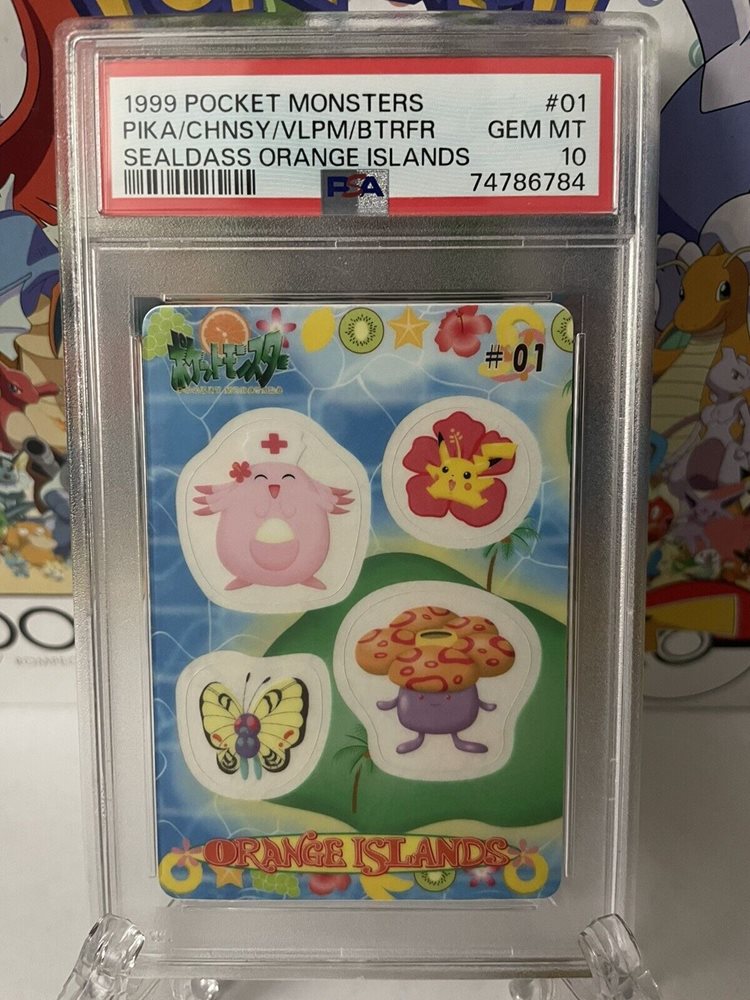 1999 POCKET MONSTERS #01
PIKA/CHNSY/VLPM/BTRFR GEM MT
SEALDASS ORANGE ISLANDS 10
PSA 74786784
ポケットモンスター
#01
ORANGE ISLANDS